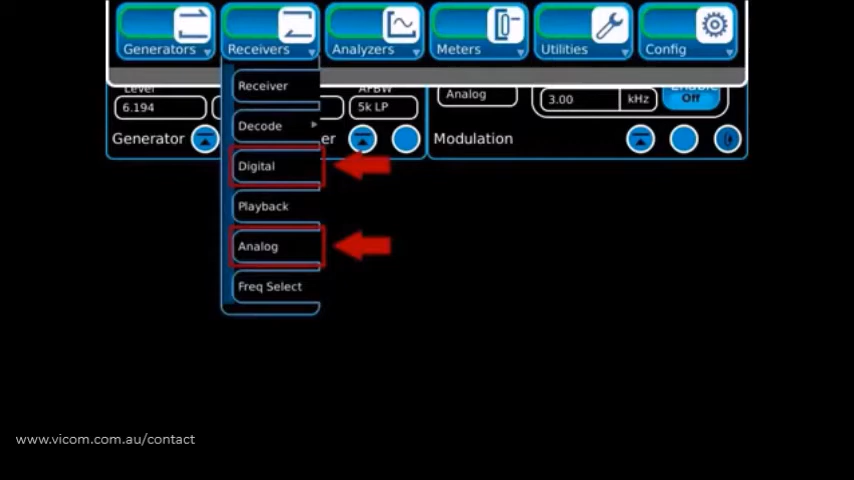 Generators Receivers Analyzers Meters Utilities Config
Level
6.194
AFBW
5k LP
Analog
3.00 kHz
Enable
Off
Generator
er
Modulation
Receiver
Decode
Digital
Playback
Analog
Freq Select
www.vicom.com.au/contact